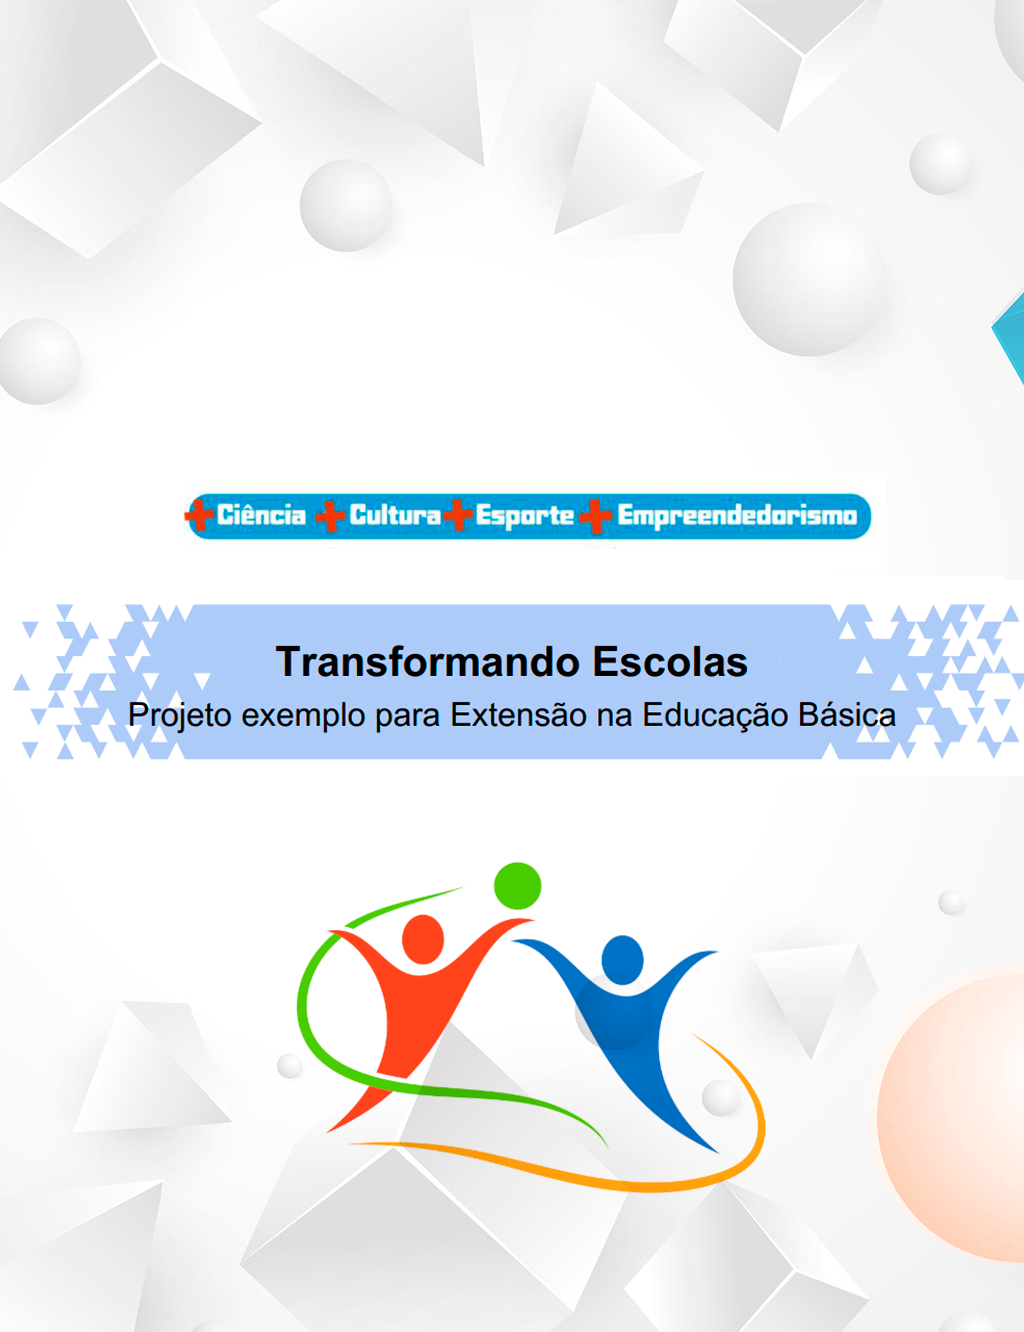 +Ciência +Cultura +Esporte +Empreendedorismo
Transformando Escolas
Projeto exemplo para Extensão na Educação Básica